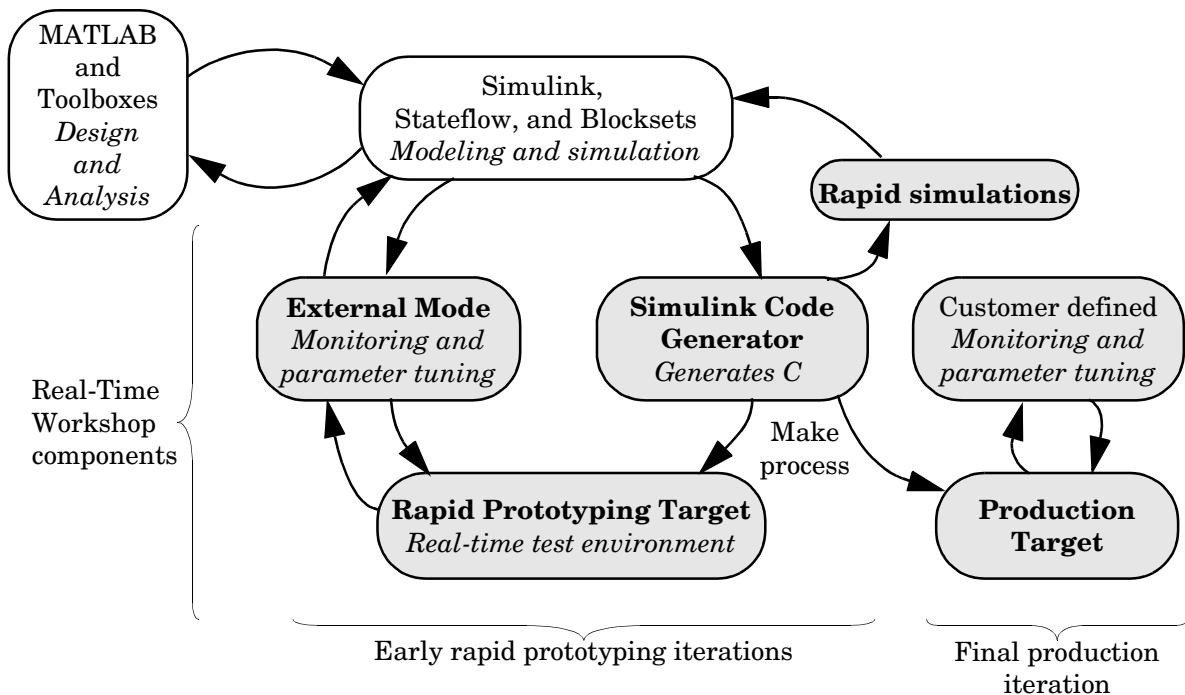 MATLAB
and
Toolboxes
Design
and
Analysis
Simulink,
Stateflow, and Blocksets
Modeling and simulation
Rapid simulations
External Mode
Monitoring and
parameter tuning
Simulink Code
Generator
Generates C
Customer defined
Monitoring and
parameter tuning
Real-Time
Workshop
components
Make
process
Rapid Prototyping Target
Real-time test environment
Production
Target
Early rapid prototyping iterations
Final production
iteration